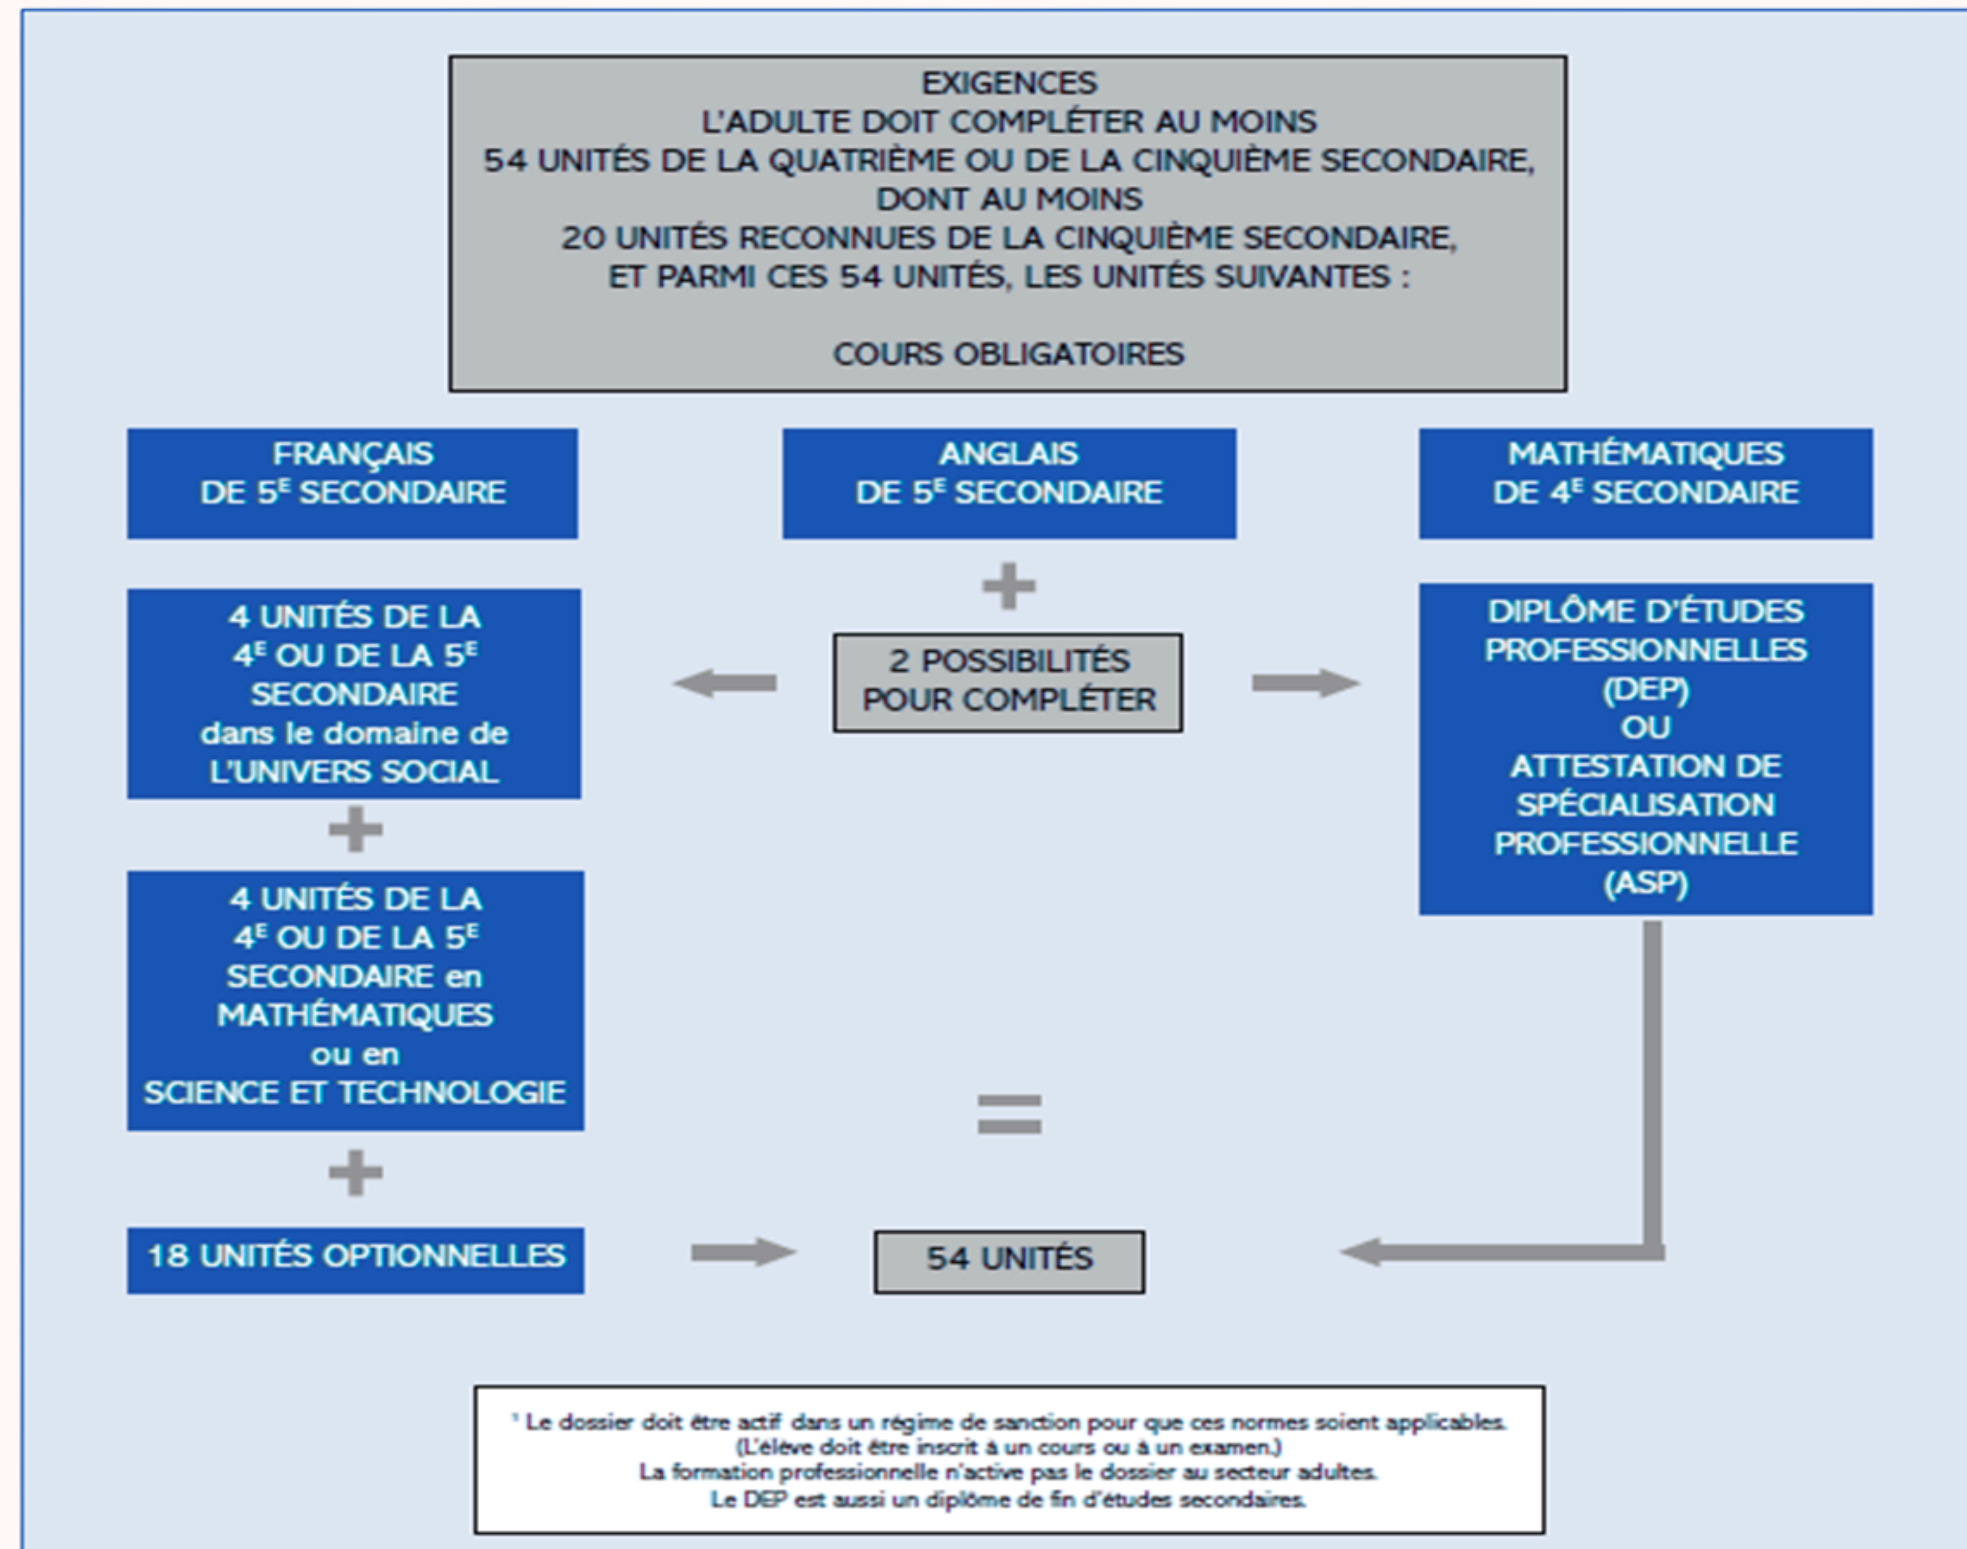 EXIGENCES
L'ADULTE DOIT COMPLÉTER AU MOINS
54 UNITÉS DE LA QUATRIÈME OU DE LA CINQUIÈME SECONDAIRE,
DONT AU MOINS
20 UNITÉS RECONNUES DE LA CINQUIÈME SECONDAIRE,
ET PARMI CES 54 UNITÉS, LES UNITÉS SUIVANTES :
COURS OBLIGATOIRES
FRANÇAIS
DE 5E SECONDAIRE
ANGLAIS
DE 5E SECONDAIRE
MATHÉMATIQUES
DE 4E SECONDAIRE
+
2 POSSIBILITÉS
POUR COMPLÉTER
4 UNITÉS DE LA
4E OU DE LA 5E
SECONDAIRE
dans le domaine de
L'UNIVERS SOCIAL
+
4 UNITÉS DE LA
4E OU DE LA 5E
SECONDAIRE en
MATHÉMATIQUES
ou en
SCIENCE ET TECHNOLOGIE
+
18 UNITÉS OPTIONNELLES
DIPLÔME D'ÉTUDES
PROFESSIONNELLES
(DEP)
OU
ATTESTATION DE
SPÉCIALISATION
PROFESSIONNELLE
(ASP)
=
54 UNITÉS
¹ Le dossier doit être actif dans un régime de sanction pour que ces normes soient applicables.
(L'élève doit être inscrit à un cours ou à un examen.)
La formation professionnelle n'active pas le dossier au secteur adultes.
Le DEP est aussi un diplôme de fin d'études secondaires.